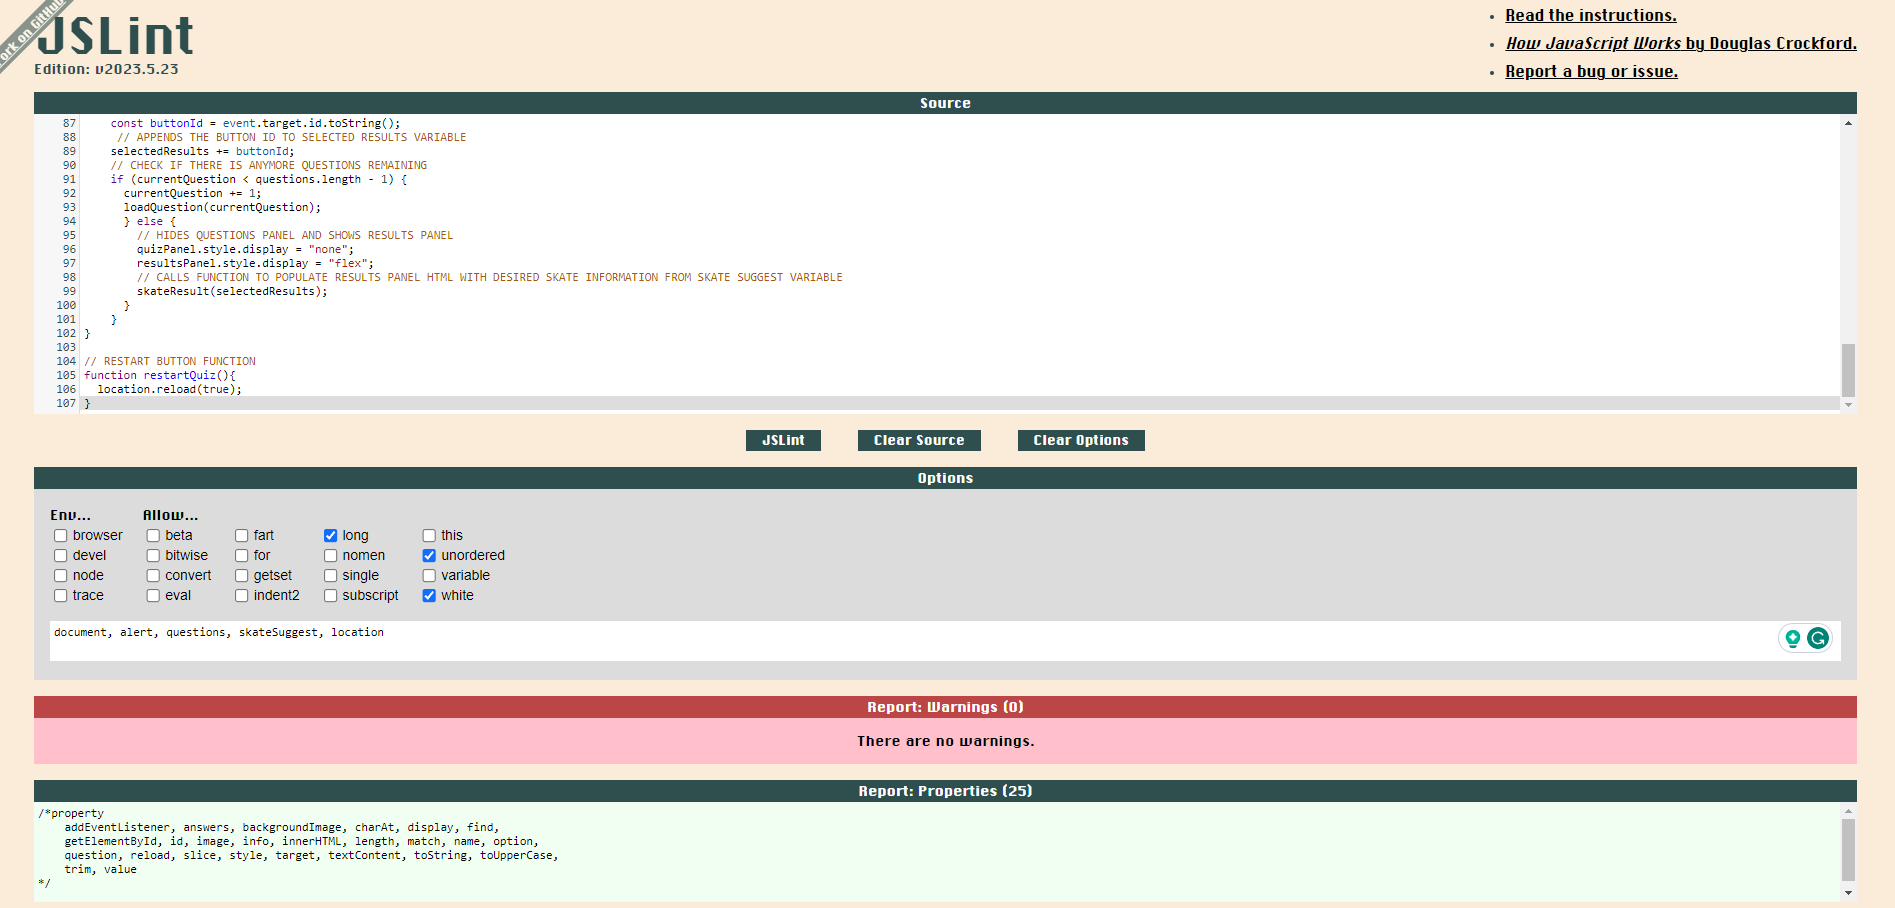 ork on GitHub
JSLint
Edition: v2023.5.23
Read the instructions.
How JavaScript Works by Douglas Crockford.
Report a bug or issue.
Source
87 const buttonId = event.target.id.toString();
88 // APPENDS THE BUTTON ID TO SELECTED RESULTS VARIABLE
89 selectedResults += buttonId;
90 // CHECK IF THERE IS ANYMORE QUESTIONS REMAINING
91 if (currentQuestion < questions.length - 1) {
92 currentQuestion += 1;
93 loadQuestion(currentQuestion);
94 } else {
95 // HIDES QUESTIONS PANEL AND SHOWS RESULTS PANEL
96 quizPanel.style.display = "none";
97 resultsPanel.style.display = "flex";
98 // CALLS FUNCTION TO POPULATE RESULTS PANEL HTML WITH DESIRED SKATE INFORMATION FROM SKATE SUGGEST VARIABLE
99 skateResult(selectedResults);
100 }
101 }
102 }
103
104 // RESTART BUTTON FUNCTION
105 function restartQuiz(){
106 location.reload(true);
107 }
JSLint Clear Source Clear Options
Options
Env... Allow...
browser beta fart long this
devel bitwise for nomen unordered
node convert getset single variable
trace eval indent2 subscript white
document, alert, questions, skateSuggest, location
Report: Warnings (0)
There are no warnings.
Report: Properties (25)
/*property
addEventListener, answers, backgroundImage, charAt, display, find,
getElementById, id, image, info, innerHTML, length, match, name, option,
question, reload, slice, style, target, textContent, toString, toUpperCase,
trim, value
*/